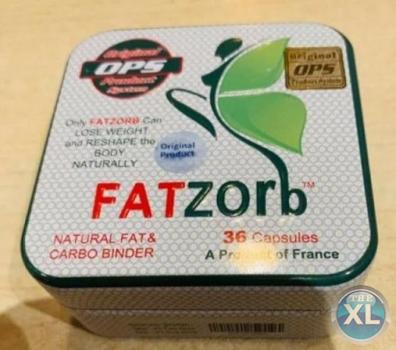 Original
OPS
Product
System
Original
OPS
Product System
Only FATZORB Can
LOSE WEIGHT
and RESHAPE the
BODY
NATURALLY
Original
Product
FATzorb™
NATURAL FAT &
CARBO BINDER
36 Capsules
A Product of France
THE
XL